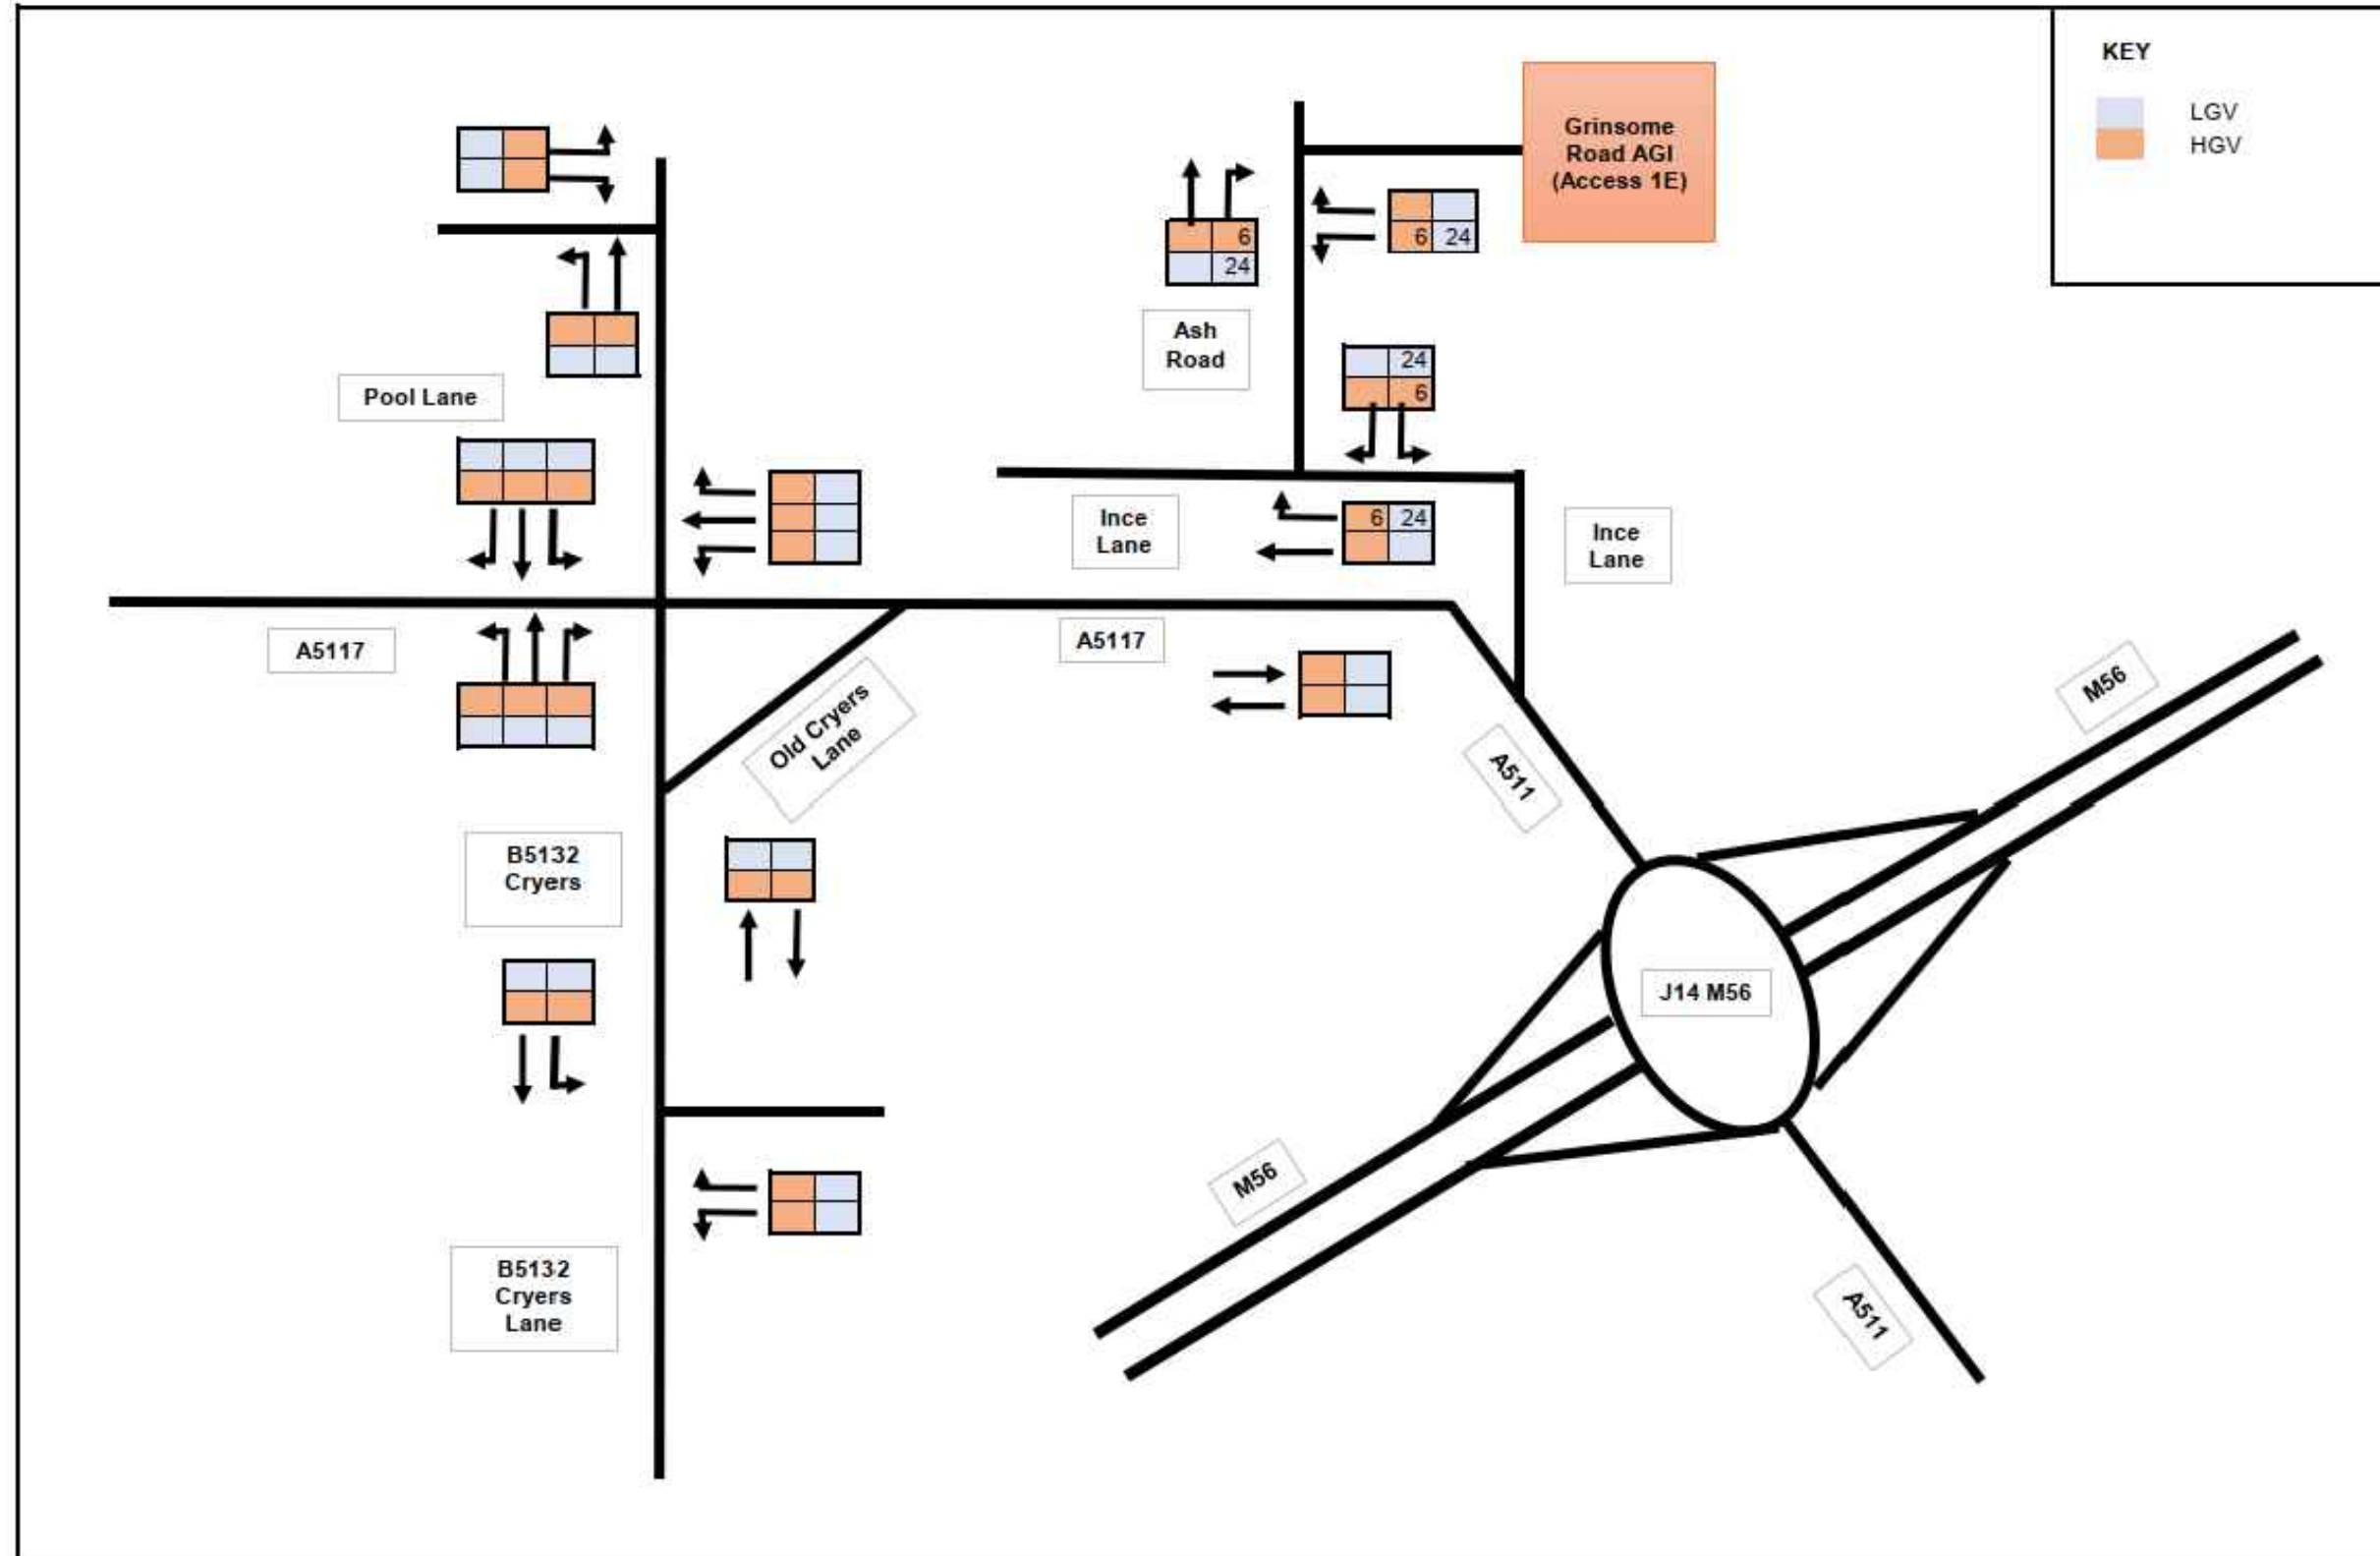 KEY
LGV
HGV
Grinsome
Road AGI
(Access 1E)
6
24
6 24
Ash
Road
24
6
Pool Lane
6 24
Ince
Lane
Ince
Lane
A5117
A5117
Old Cryers
Lane
M56
A511
B5132
Cryers
J14 M56
M56
B5132
Cryers
Lane
A511